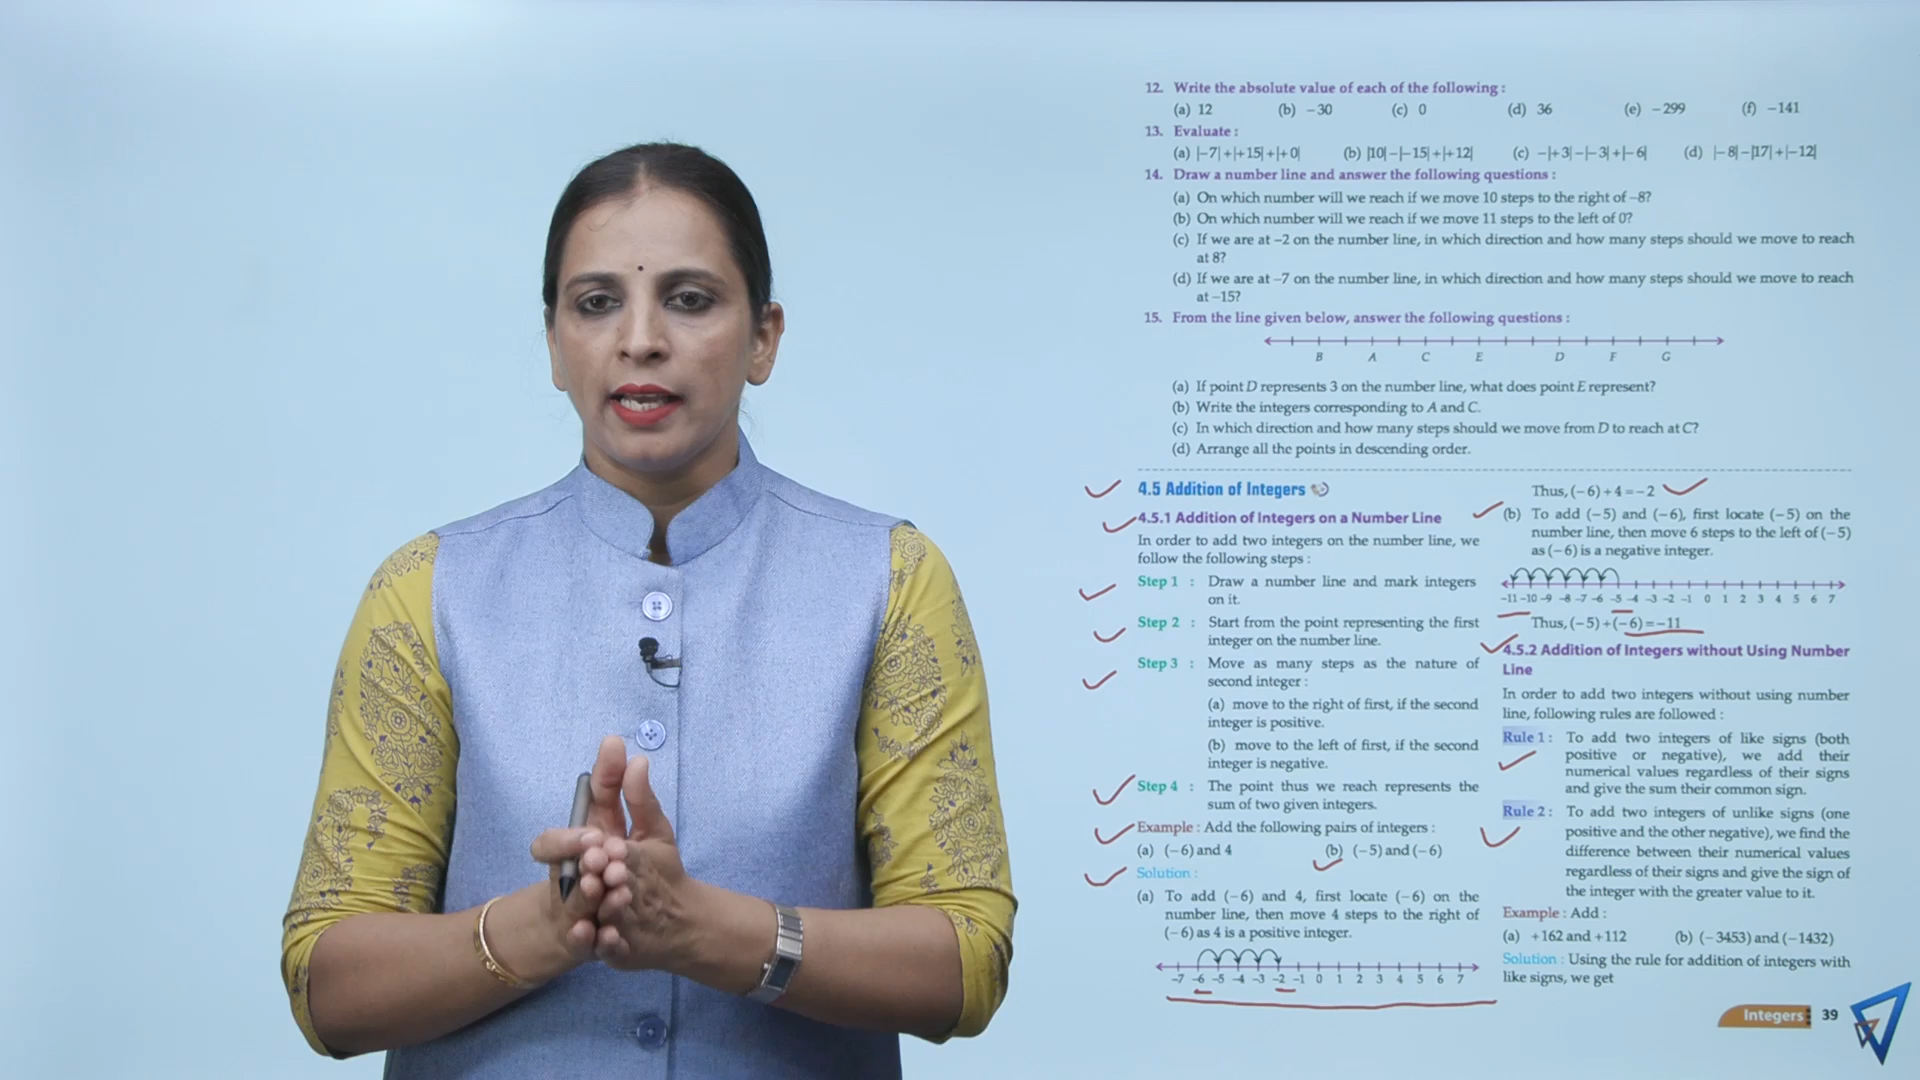 12. Write the absolute value of each of the following :
(a) 12 (b) −30 (c) 0 (d) 36 (e) −299 (f) −141
13. Evaluate :
(a) |−7|+|+15|+|+0| (b) |10|−|−15|+|+12| (c) −|+3|−|−3|+|−6| (d) |−8|−|17|+|−12|
14. Draw a number line and answer the following questions :
(a) On which number will we reach if we move 10 steps to the right of −8?
(b) On which number will we reach if we move 11 steps to the left of 0?
(c) If we are at −2 on the number line, in which direction and how many steps should we move to reach
at 8?
(d) If we are at −7 on the number line, in which direction and how many steps should we move to reach
at −15?
15. From the line given below, answer the following questions :
B A C E D F G
(a) If point D represents 3 on the number line, what does point E represent?
(b) Write the integers corresponding to A and C.
(c) In which direction and how many steps should we move from D to reach at C?
(d) Arrange all the points in descending order.
4.5 Addition of Integers
4.5.1 Addition of Integers on a Number Line
In order to add two integers on the number line, we
follow the following steps :
Step 1 : Draw a number line and mark integers
on it.
Step 2 : Start from the point representing the first
integer on the number line.
Step 3 : Move as many steps as the nature of
second integer :
(a) move to the right of first, if the second
integer is positive.
(b) move to the left of first, if the second
integer is negative.
Step 4 : The point thus we reach represents the
sum of two given integers.
Example : Add the following pairs of integers :
(a) (−6) and 4 (b) (−5) and (−6)
Solution :
(a) To add (−6) and 4, first locate (−6) on the
number line, then move 4 steps to the right of
(−6) as 4 is a positive integer.
−7 −6 −5 −4 −3 −2 −1 0 1 2 3 4 5 6 7
Thus, (−6) + 4 = −2
(b) To add (−5) and (−6), first locate (−5) on the
number line, then move 6 steps to the left of (−5)
as (−6) is a negative integer.
−11 −10 −9 −8 −7 −6 −5 −4 −3 −2 −1 0 1 2 3 4 5 6 7
Thus, (−5) + (−6) = −11
4.5.2 Addition of Integers without Using Number
Line
In order to add two integers without using number
line, following rules are followed :
Rule 1 : To add two integers of like signs (both
positive or negative), we add their
numerical values regardless of their signs
and give the sum their common sign.
Rule 2 : To add two integers of unlike signs (one
positive and the other negative), we find the
difference between their numerical values
regardless of their signs and give the sign of
the integer with the greater value to it.
Example : Add :
(a) +162 and +112 (b) (−3453) and (−1432)
Solution : Using the rule for addition of integers with
like signs, we get
Integers 39